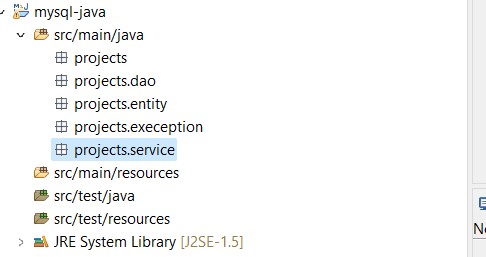 mysql-java
src/main/java
projects
projects.dao
projects.entity
projects.exeception
projects.service
src/main/resources
src/test/java
src/test/resources
JRE System Library [J2SE-1.5]